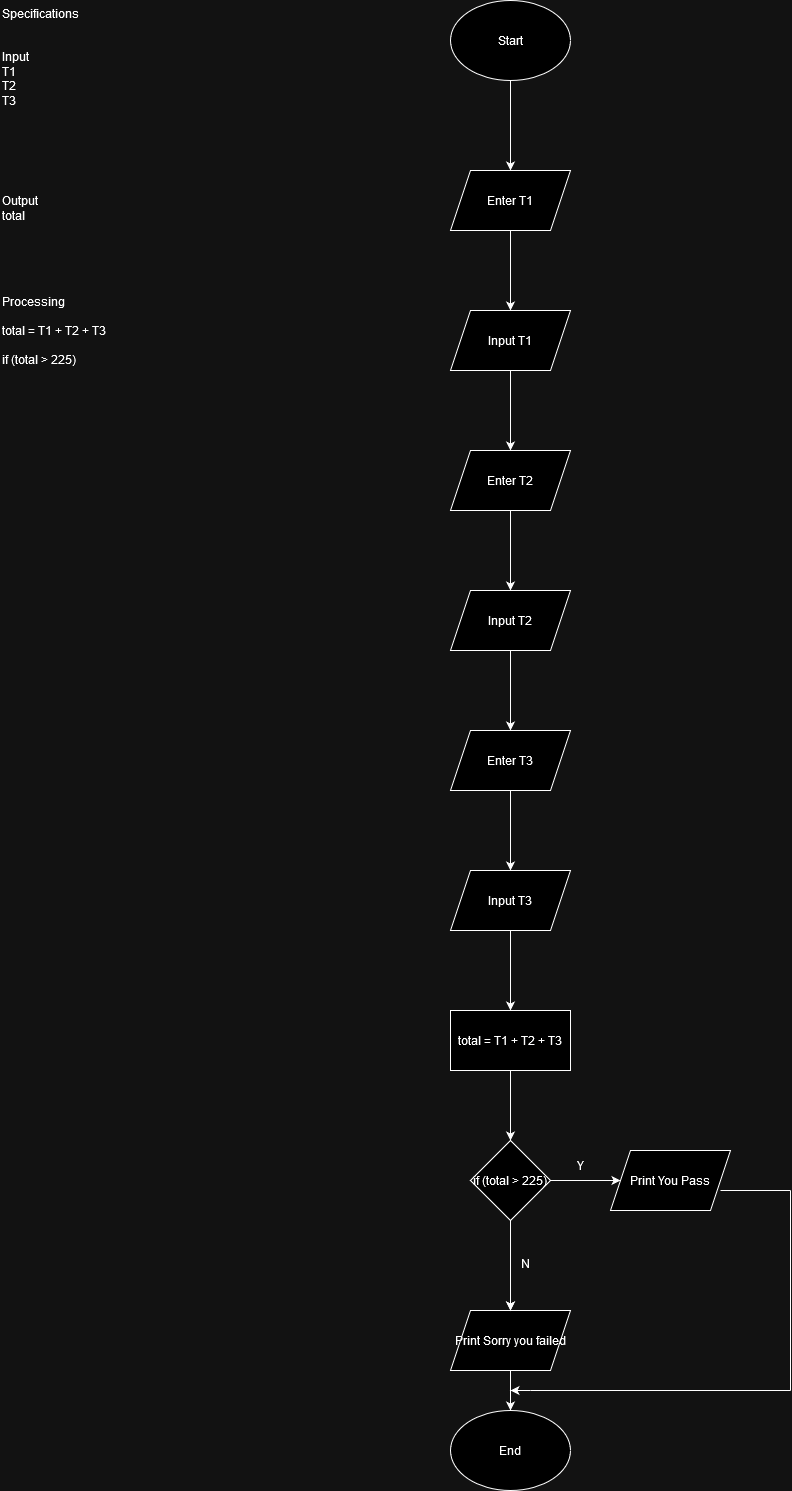 Specifications
Input
T1
T2
T3
Output
total
Processing
total = T1 + T2 + T3
if (total > 225)
Start
Enter T1
Input T1
Enter T2
Input T2
Enter T3
Input T3
total = T1 + T2 + T3
if (total > 225)
Y
Print You Pass
N
Print Sorry you failed
End